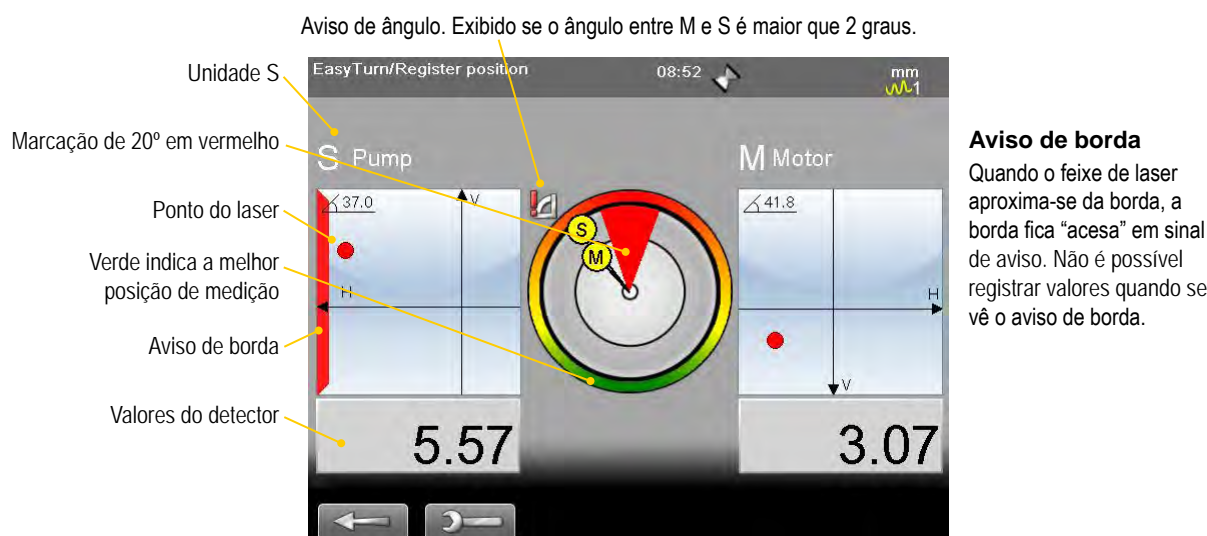 Aviso de ângulo. Exibido se o ângulo entre M e S é maior que 2 graus.
Unidade S
Marcação de 20º em vermelho
Ponto do laser
Verde indica a melhor
posição de medição
Aviso de borda
Valores do detector
EasyTurn/Register position
08:52
mm
1
S Pump
M Motor
37.0
V
H
S
M
41.8
H
V
5.57
3.07
Aviso de borda
Quando o feixe de laser
aproxima-se da borda, a
borda fica “acesa” em sinal
de aviso. Não é possível
registrar valores quando se
vê o aviso de borda.